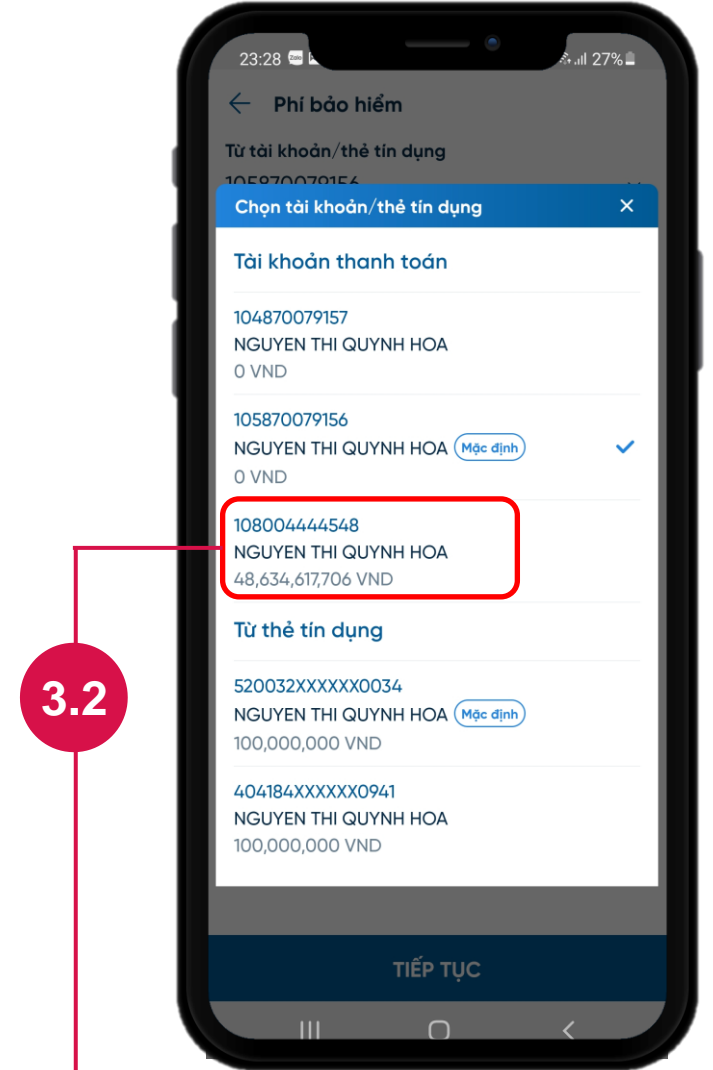 23:28
27%
Phí bảo hiểm
Từ tài khoản/thẻ tín dụng
105870079156
Chọn tài khoản/thẻ tín dụng
Tài khoản thanh toán
104870079157
NGUYEN THI QUYNH HOA
0 VND
105870079156
NGUYEN THI QUYNH HOA Mặc định
0 VND
108004444548
NGUYEN THI QUYNH HOA
48,634,617,706 VND
Từ thẻ tín dụng
520032XXXXXX0034
NGUYEN THI QUYNH HOA Mặc định
100,000,000 VND
404184XXXXXX0941
NGUYEN THI QUYNH HOA
100,000,000 VND
TIẾP TỤC
3.2